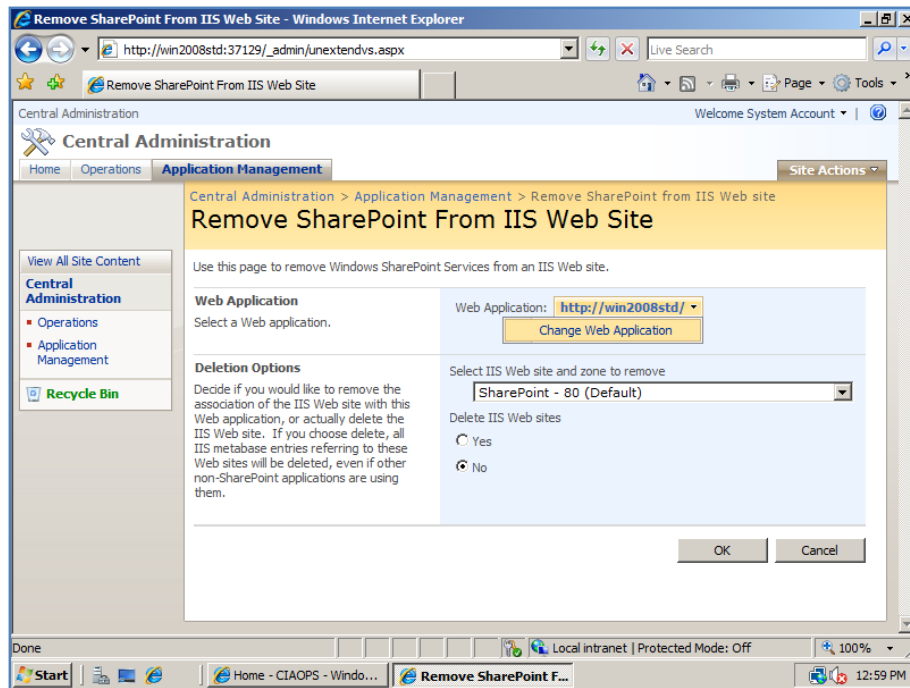 Remove SharePoint From IIS Web Site - Windows Internet Explorer
http://win2008std:37129/_admin/unextendvs.aspx
Live Search
Remove SharePoint From IIS Web Site
Page
Tools
Central Administration
Welcome System Account
Central Administration
Home
Operations
Application Management
Site Actions
Central Administration > Application Management > Remove SharePoint from IIS Web site
Remove SharePoint From IIS Web Site
View All Site Content
Central
Administration
Operations
Application
Management
Recycle Bin
Use this page to remove Windows SharePoint Services from an IIS Web site.
Web Application
Select a Web application.
Web Application: http://win2008std/
Change Web Application
Deletion Options
Decide if you would like to remove the
association of the IIS Web site with this
Web application, or actually delete the
IIS Web site. If you choose delete, all
IIS metabase entries referring to these
Web sites will be deleted, even if other
non-SharePoint applications are using
them.
Select IIS Web site and zone to remove
SharePoint - 80 (Default)
Delete IIS Web sites
Yes
No
OK
Cancel
Done
Local intranet | Protected Mode: Off
100%
Start
Home - CIAOPS - Windo...
Remove SharePoint F...
12:59 PM